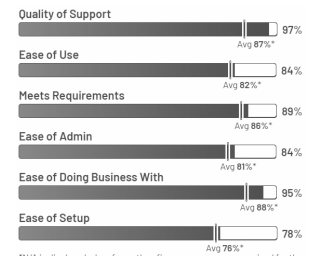 Quality of Support
97%
Avg 87%*
Ease of Use
84%
Avg 82%*
Meets Requirements
89%
Avg 86%*
Ease of Admin
84%
Avg 81%*
Ease of Doing Business With
95%
Avg 88%*
Ease of Setup
78%
Avg 76%*